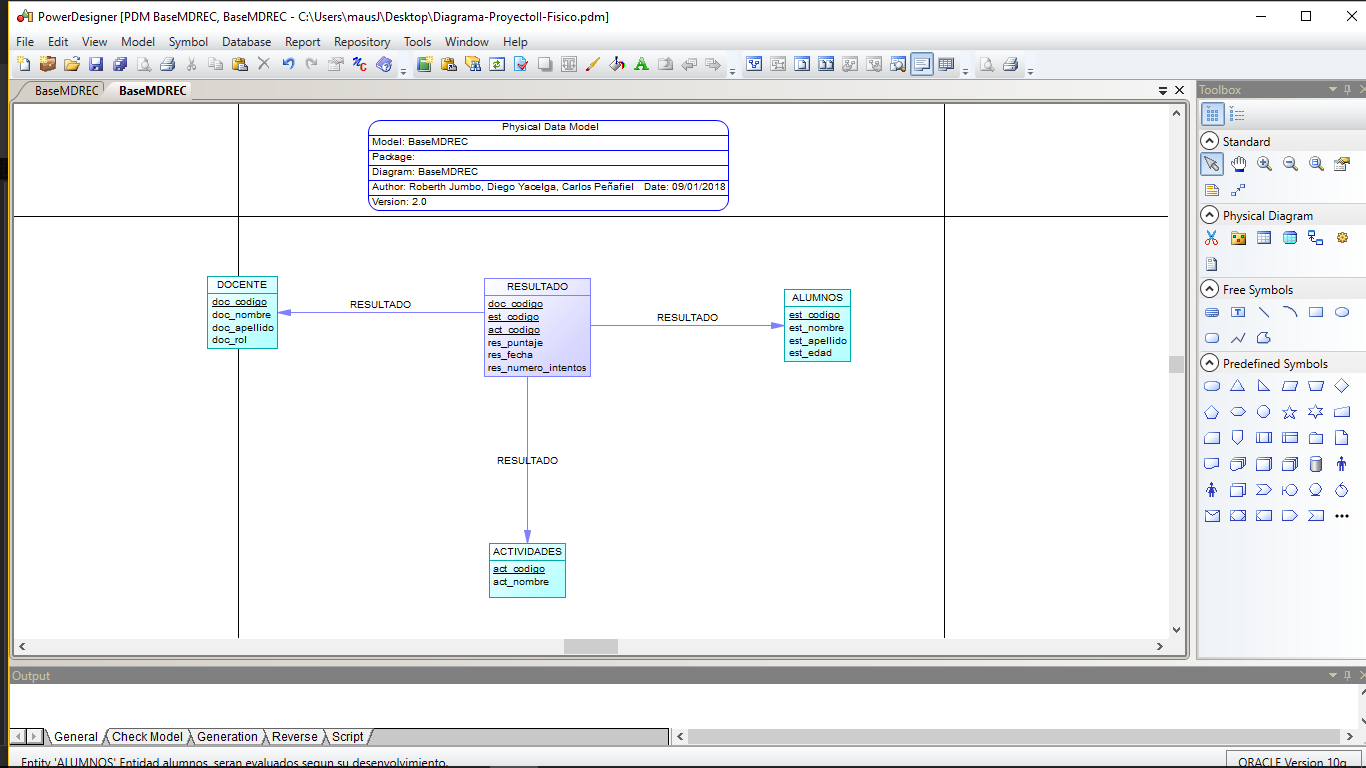 PowerDesigner [PDM BaseMDREC, BaseMDREC - C:\Users\mausJ\Desktop\Diagrama-ProyectoII-Fisico.pdm]
File Edit View Model Symbol Database Report Repository Tools Window Help
BaseMDREC BaseMDREC
Toolbox
Physical Data Model
Model: BaseMDREC
Package:
Diagram: BaseMDREC
Author: Roberth Jumbo, Diego Yacelga, Carlos Peñafiel Date: 09/01/2018
Version: 2.0
DOCENTE
doc_codigo
doc_nombre
doc_apellido
doc_rol
RESULTADO
RESULTADO
doc_codigo
est_codigo
act_codigo
res_puntaje
res_fecha
res_numero_intentos
RESULTADO
ALUMNOS
est_codigo
est_nombre
est_apellido
est_edad
RESULTADO
ACTIVIDADES
act_codigo
act_nombre
Standard
Physical Diagram
Free Symbols
Predefined Symbols
Output
General Check Model Generation Reverse Script
Entity 'ALUMNOS' Entidad alumnos, seran evaluados segun su desenvolvimiento.
ORACLE Version 10g